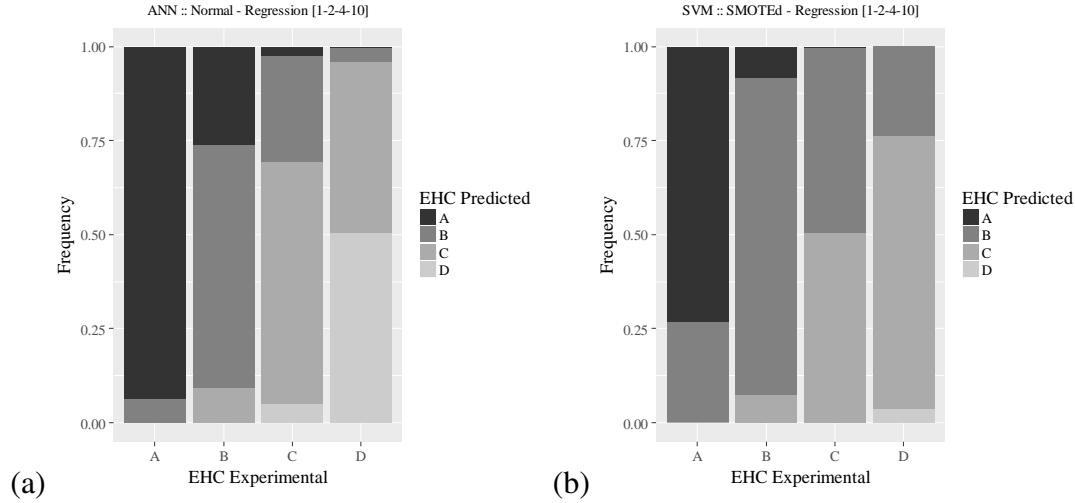 ANN :: Normal - Regression [1-2-4-10]
1.00
0.75
0.50
0.25
0.00
Frequency
A B C D
EHC Experimental
EHC Predicted
A
B
C
D
(a)
SVM :: SMOTEd - Regression [1-2-4-10]
1.00
0.75
0.50
0.25
0.00
Frequency
A B C D
EHC Experimental
EHC Predicted
A
B
C
D
(b)